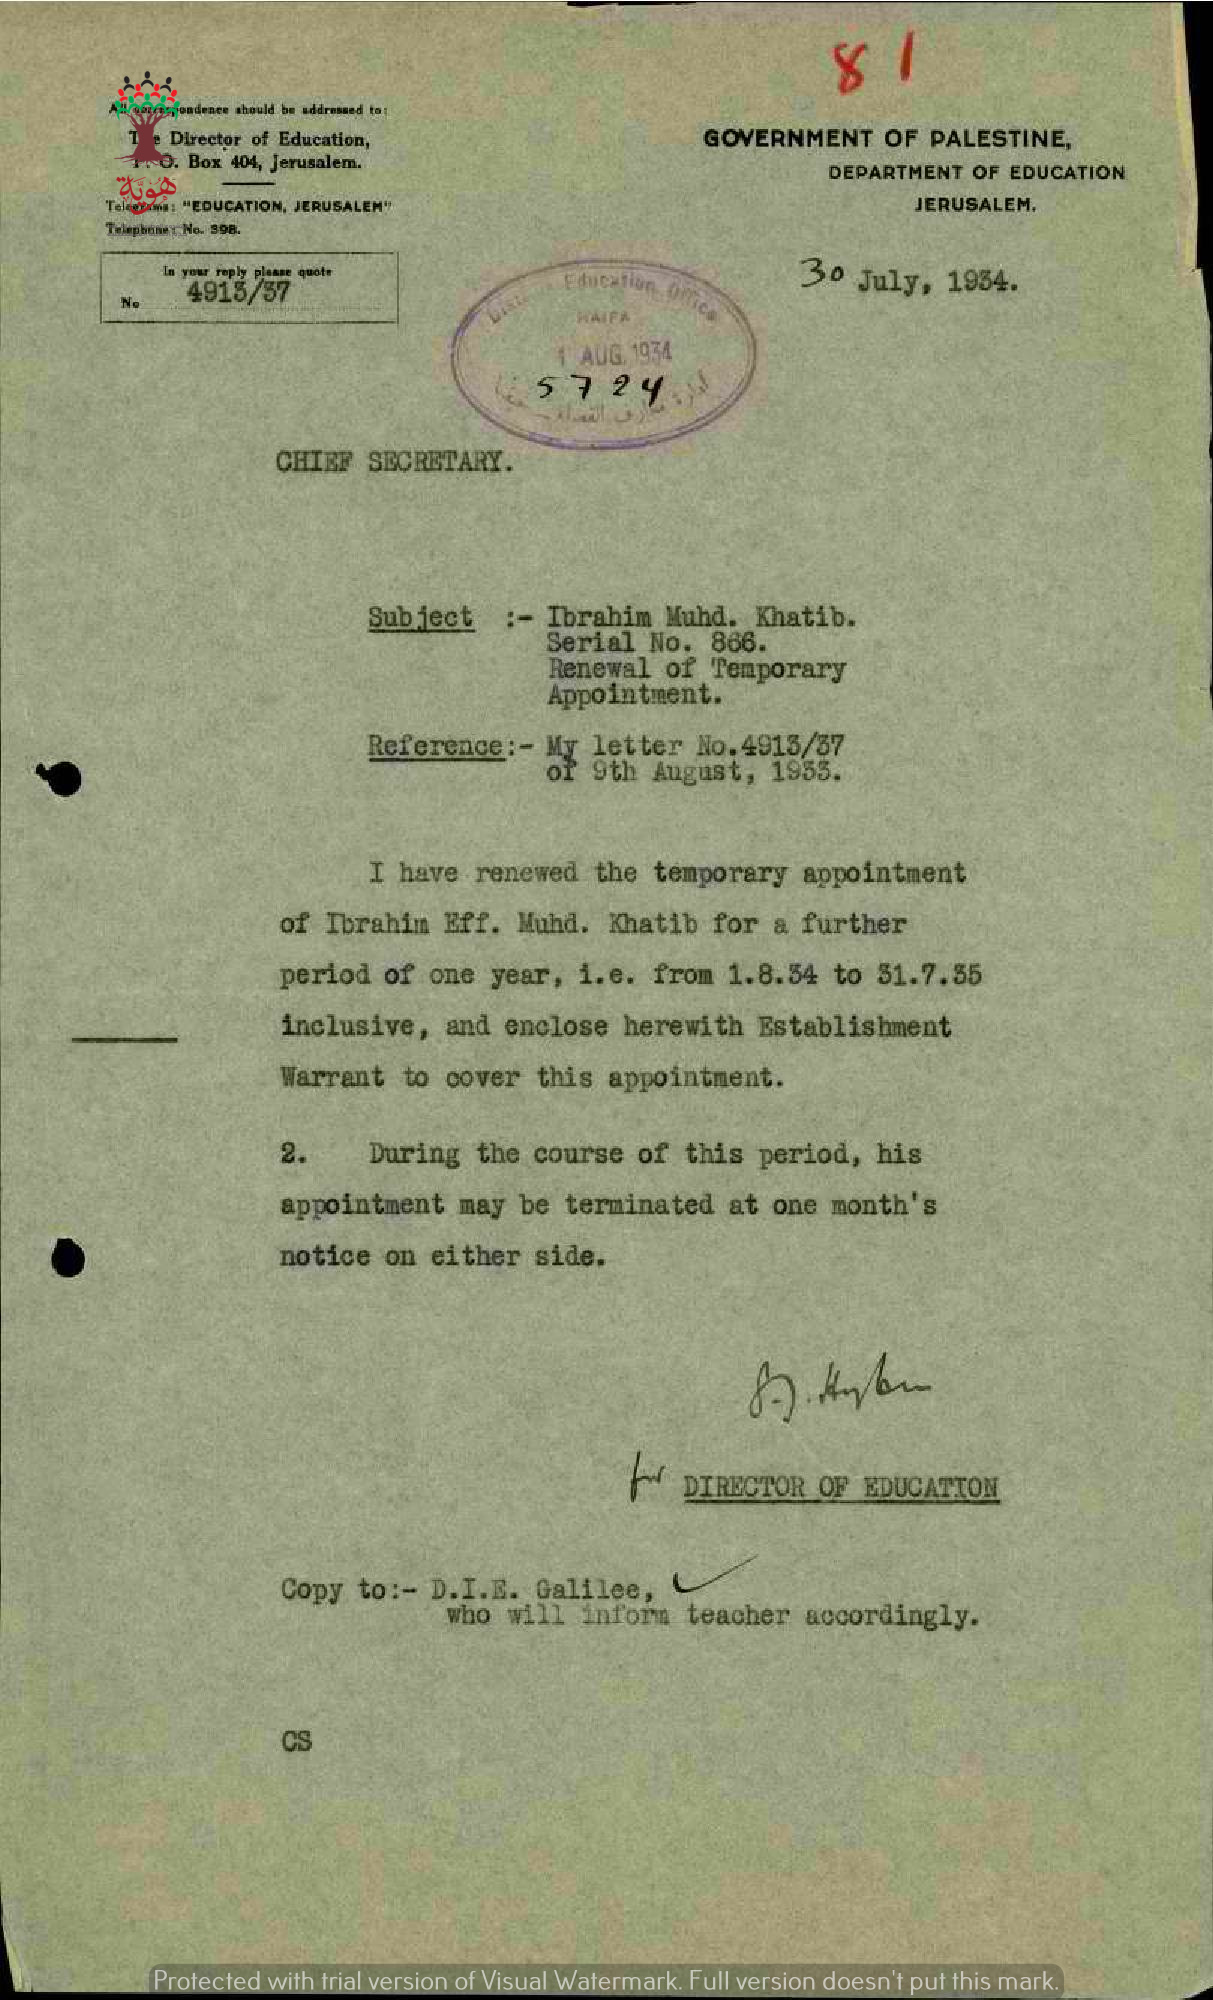 81
All correspondence should be addressed to:
The Director of Education,
P. O. Box 404, Jerusalem.
هوية
Telegrams: "EDUCATION, JERUSALEM"
Telephone: No. 398.
In your reply please quote
No 4913/37
GOVERNMENT OF PALESTINE,
DEPARTMENT OF EDUCATION
JERUSALEM.
30 July, 1934.
Education Office
HAIFA
1 AUG. 1934
5724
CHIEF SECRETARY.
Subject :- Ibrahim Muhd. Khatib.
Serial No. 866.
Renewal of Temporary
Appointment.
Reference:- My letter No.4913/37
of 9th August, 1933.
I have renewed the temporary appointment
of Ibrahim Eff. Muhd. Khatib for a further
period of one year, i.e. from 1.8.34 to 31.7.35
inclusive, and enclose herewith Establishment
Warrant to cover this appointment.
2. During the course of this period, his
appointment may be terminated at one month's
notice on either side.
for DIRECTOR OF EDUCATION
Copy to:- D.I.E. Galilee,
who will inform teacher accordingly.
CS
Protected with trial version of Visual Watermark. Full version doesn't put this mark.